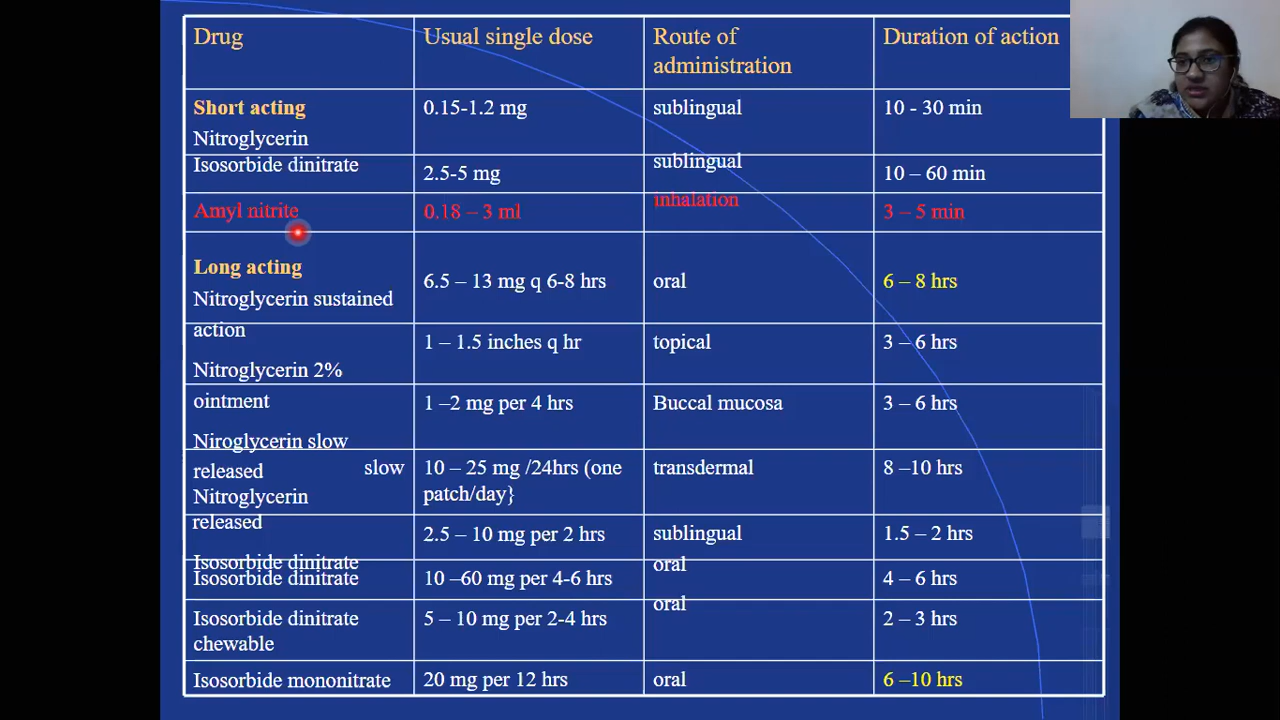 Drug Usual single dose Route of Duration of action
administration
Short acting 0.15-1.2 mg sublingual 10 - 30 min
Nitroglycerin
Isosorbide dinitrate 2.5-5 mg sublingual 10 – 60 min
Amyl nitrite 0.18 – 3 ml inhalation 3 – 5 min
Long acting 6.5 – 13 mg q 6-8 hrs oral 6 – 8 hrs
Nitroglycerin sustained
action
1 – 1.5 inches q hr topical 3 – 6 hrs
Nitroglycerin 2%
ointment 1 –2 mg per 4 hrs Buccal mucosa 3 – 6 hrs
Niroglycerin slow
released slow 10 – 25 mg /24hrs (one transdermal 8 –10 hrs
Nitroglycerin patch/day}
released
2.5 – 10 mg per 2 hrs sublingual 1.5 – 2 hrs
Isosorbide dinitrate
Isosorbide dinitrate 10 –60 mg per 4-6 hrs oral 4 – 6 hrs
Isosorbide dinitrate 5 – 10 mg per 2-4 hrs oral 2 – 3 hrs
chewable
Isosorbide mononitrate 20 mg per 12 hrs oral 6 –10 hrs